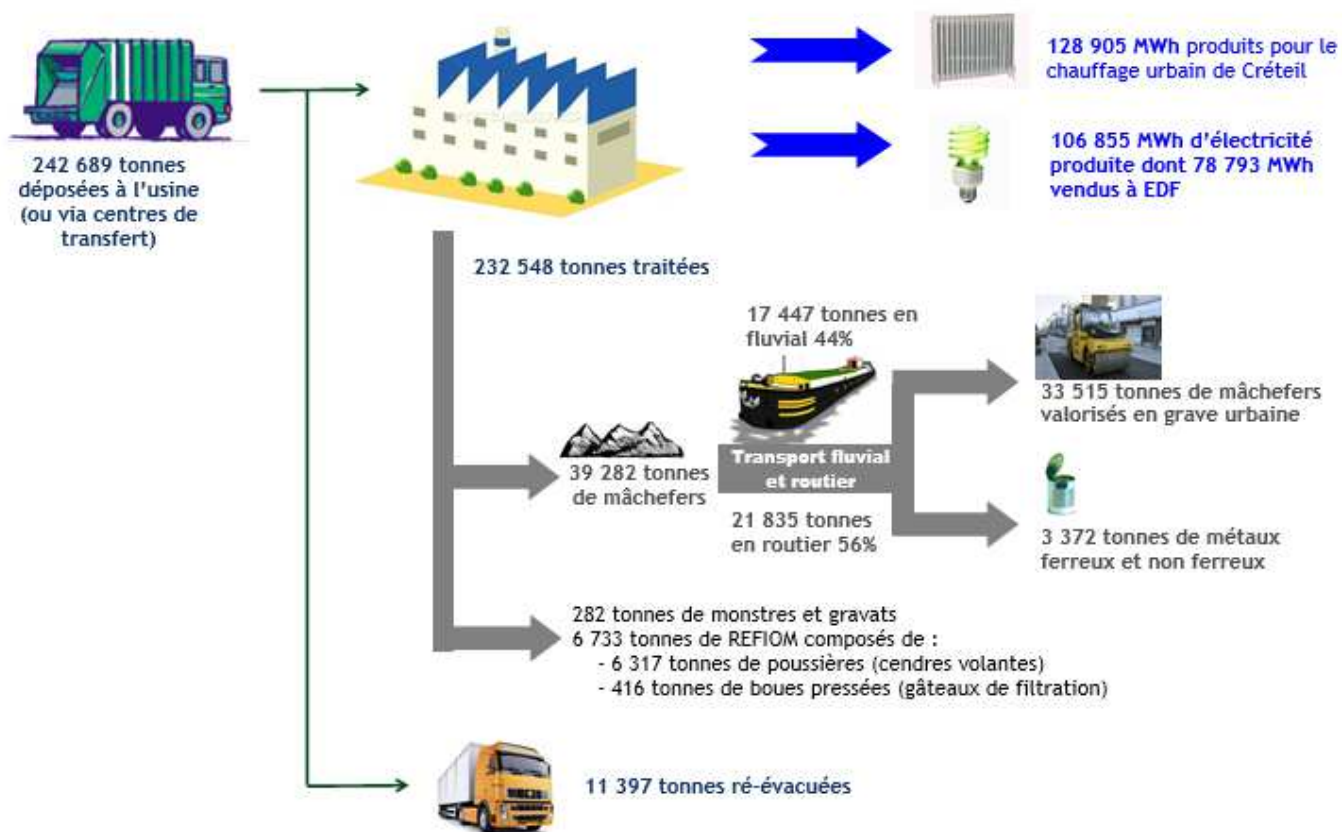 128 905 MWh produits pour le
chauffage urbain de Créteil
242 689 tonnes
déposées à l'usine
(ou via centres de
transfert)
106 855 MWh d'électricité
produite dont 78 793 MWh
vendus à EDF
232 548 tonnes traitées
17 447 tonnes en
fluvial 44%
33 515 tonnes de mâchefers
valorisés en grave urbaine
39 282 tonnes
de mâchefers
Transport fluvial
et routier
21 835 tonnes
en routier 56%
3 372 tonnes de métaux
ferreux et non ferreux
282 tonnes de monstres et gravats
6 733 tonnes de REFIOM composés de :
- 6 317 tonnes de poussières (cendres volantes)
- 416 tonnes de boues pressées (gâteaux de filtration)
11 397 tonnes ré-évacuées